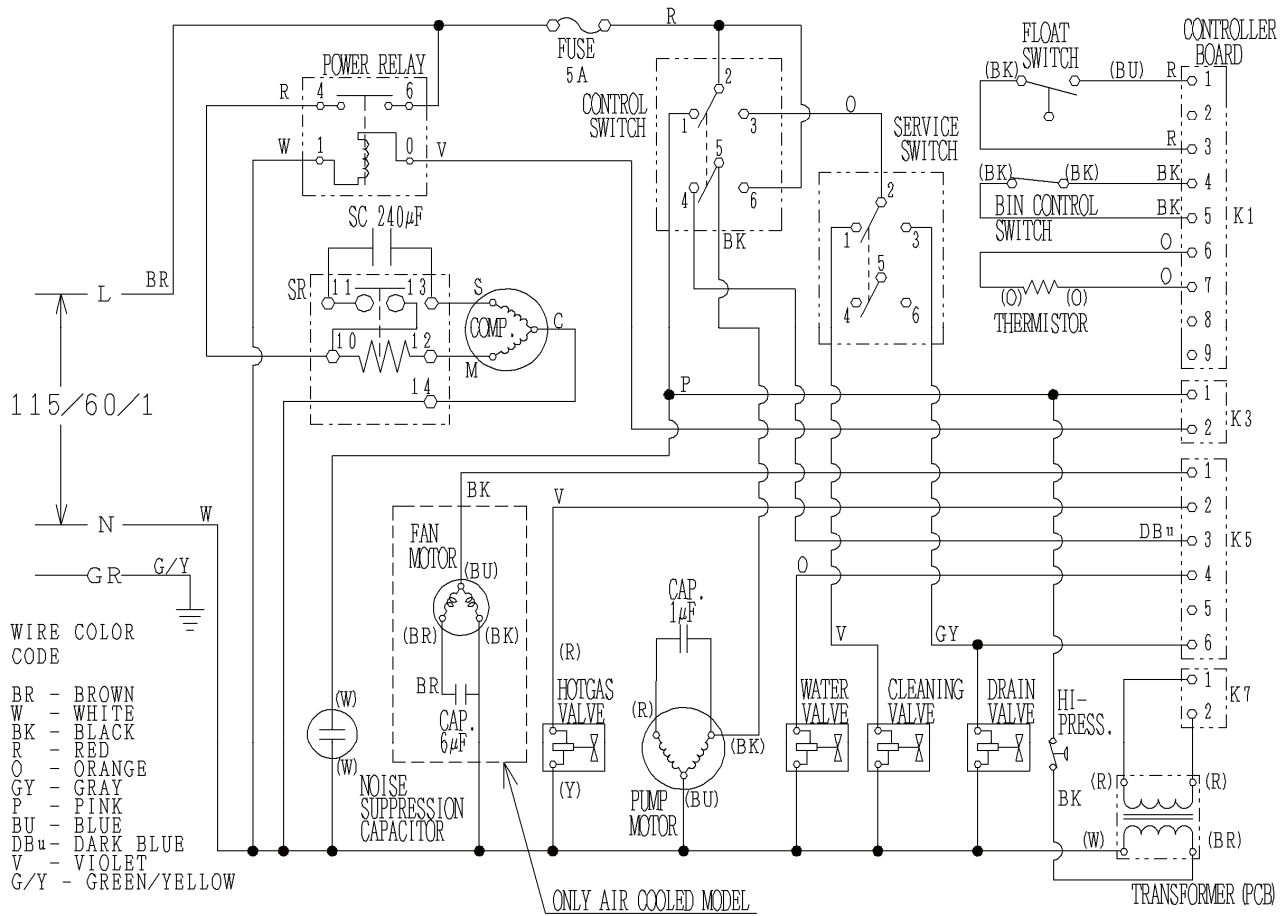 R
FUSE
5A
POWER RELAY
R 4 6
W 1 0 V
SC 240μF
SR 11 13 S
10 12 COMP. C
14 M
BR
L
115/60/1
N W
GR G/Y
CONTROL
SWITCH
2
1 3 O
5
4 6
BK
SERVICE
SWITCH
2
1 3
5
4 6
FLOAT
SWITCH
CONTROLLER
BOARD
(BK) (BU) R 1
2
R 3
(BK) (BK) BK 4
BIN CONTROL
SWITCH
BK 5 K1
O 6
O 7
(O) (O)
THERMISTOR
8
9
P 1
2 K3
BK 1
V 2
DBu 3 K5
O 4
5
V GY 6
1 K7
2
FAN
MOTOR
(BU)
(BR) (BK)
BR
CAP.
6μF
(W)
(W)
NOISE
SUPPRESSION
CAPACITOR
(R)
HOTGAS
VALVE
(Y)
CAP.
1μF
(R)
(BK)
PUMP
MOTOR
(BU)
WATER
VALVE
CLEANING
VALVE
DRAIN
VALVE
HI-
PRESS.
BK
(R) (R)
(W) (BR)
TRANSFORMER (PCB)
ONLY AIR COOLED MODEL
WIRE COLOR
CODE
BR - BROWN
W - WHITE
BK - BLACK
R - RED
O - ORANGE
GY - GRAY
P - PINK
BU - BLUE
DBu- DARK BLUE
V - VIOLET
G/Y - GREEN/YELLOW